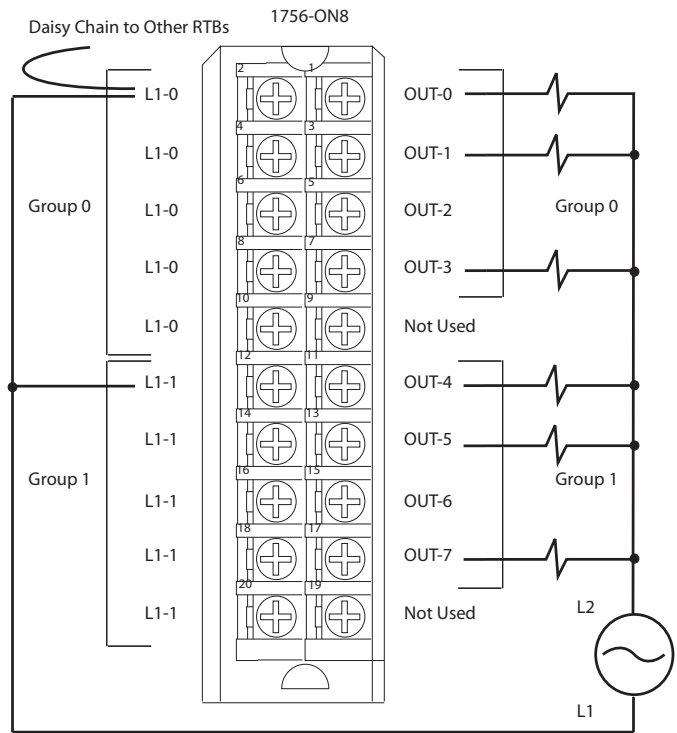 1756-ON8
Daisy Chain to Other RTBs
2 1
L1-0 OUT-0
4 3
L1-0 OUT-1
6 5
Group 0 L1-0 OUT-2 Group 0
8 7
L1-0 OUT-3
10 9
L1-0 Not Used
12 11
L1-1 OUT-4
14 13
L1-1 OUT-5
16 15
Group 1 L1-1 OUT-6 Group 1
18 17
L1-1 OUT-7
20 19
L1-1 Not Used
L2
L1